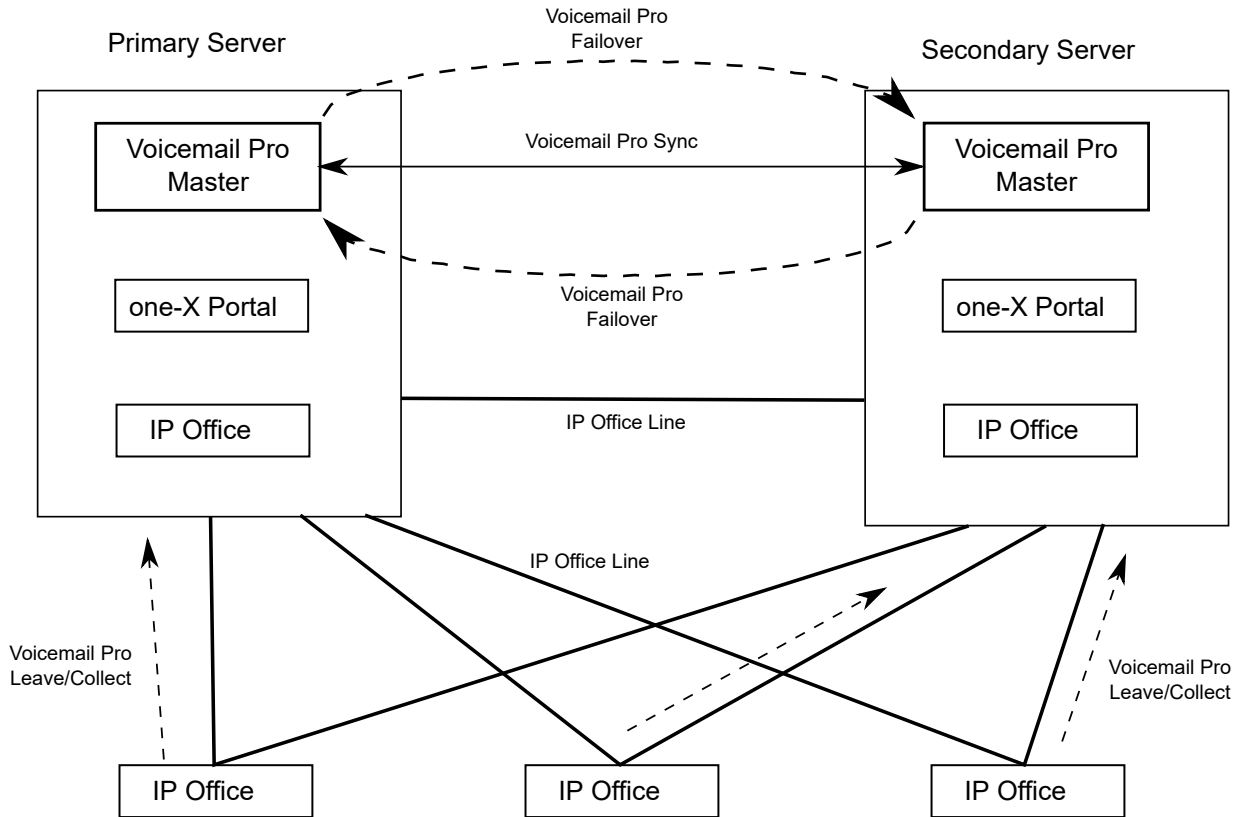 Voicemail Pro
Failover
Primary Server
Secondary Server
Voicemail Pro
Master
Voicemail Pro Sync
Voicemail Pro
Master
one-X Portal
Voicemail Pro
Failover
one-X Portal
IP Office
IP Office Line
IP Office
IP Office Line
Voicemail Pro
Leave/Collect
Voicemail Pro
Leave/Collect
IP Office
IP Office
IP Office